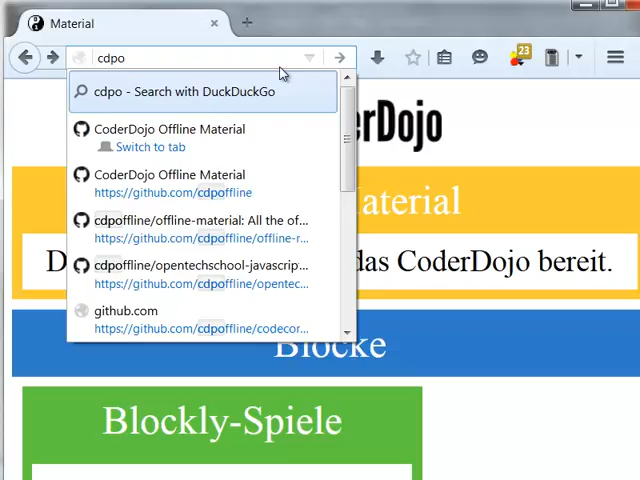 Material
cdpo
23
cdpo - Search with DuckDuckGo
CoderDojo Offline Material
Switch to tab
CoderDojo Offline Material
https://github.com/cdpoffline
cdpoffline/offline-material: All the of...
https://github.com/cdpoffline/offline-r...
cdpoffline/opentechschool-javascrip...
https://github.com/cdpoffline/opentec...
github.com
https://github.com/cdpoffline/codecor...
erDojo
aterial
D
das CoderDojo bereit.
Blöcke
Blockly-Spiele